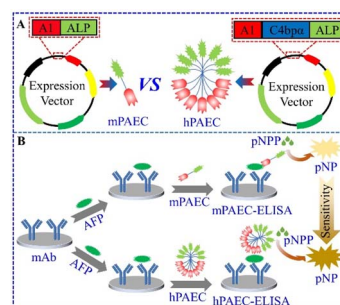 A
A1 ALP
A1 C4bpα ALP
Expression
Vector
mPAEC
VS
hPAEC
Expression
Vector
B
pNPP
pNP
mAb
AFP
mPAEC
mPAEC-ELISA
Sensitivity
AFP
hPAEC
hPAEC-ELISA
pNPP
pNP